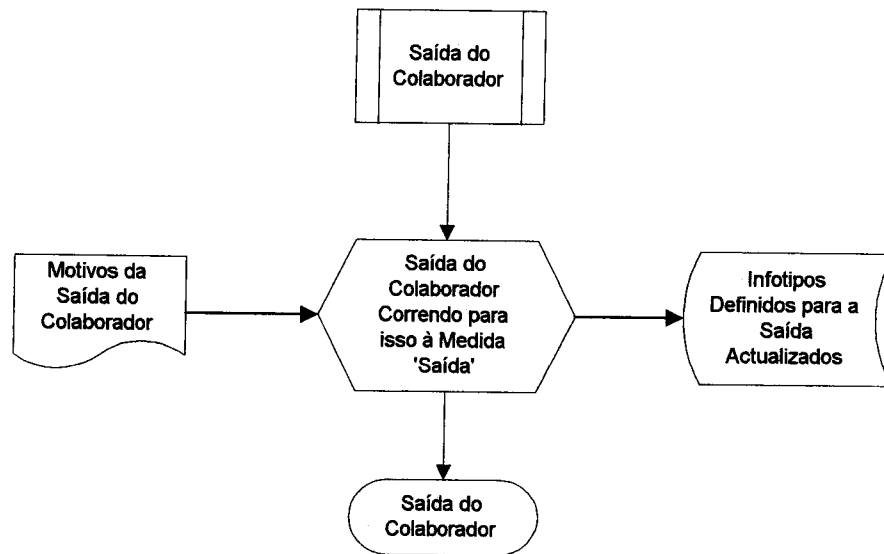 Saída do
Colaborador
Motivos da
Saída do
Colaborador
Saída do
Colaborador
Correndo para
isso à Medida
'Saída'
Infotipos
Definidos para a
Saída
Actualizados
Saída do
Colaborador